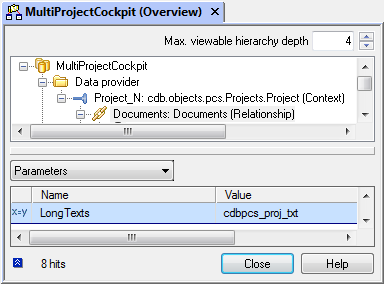 MultiProjectCockpit (Overview)
Max. viewable hierarchy depth 4
MultiProjectCockpit
Data provider
Project_N: cdb.objects.pcs.Projects.Project (Context)
Documents: Documents (Relationship)
Parameters
Name Value
x=y LongTexts cdbpcs_proj_txt
8 hits Close Help